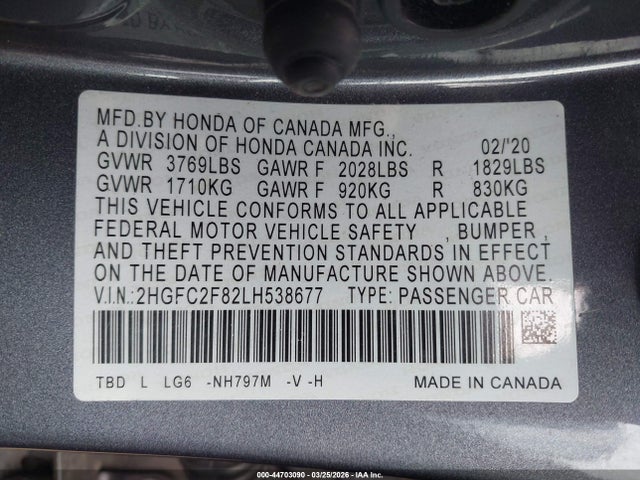 MFD.BY HONDA OF CANADA MFG.,
A DIVISION OF HONDA CANADA INC. 02/'20
GVWR 3769LBS GAWR F 2028LBS R 1829LBS
GVWR 1710KG GAWR F 920KG R 830KG
THIS VEHICLE CONFORMS TO ALL APPLICABLE
FEDERAL MOTOR VEHICLE SAFETY , BUMPER ,
AND THEFT PREVENTION STANDARDS IN EFFECT
ON THE DATE OF MANUFACTURE SHOWN ABOVE.
V.I.N.:2HGFC2F82LH538677 TYPE: PASSENGER CAR
TBD L LG6 -NH797M -V -H MADE IN CANADA
000-44703090 - 03/25/2026 - IAA Inc.